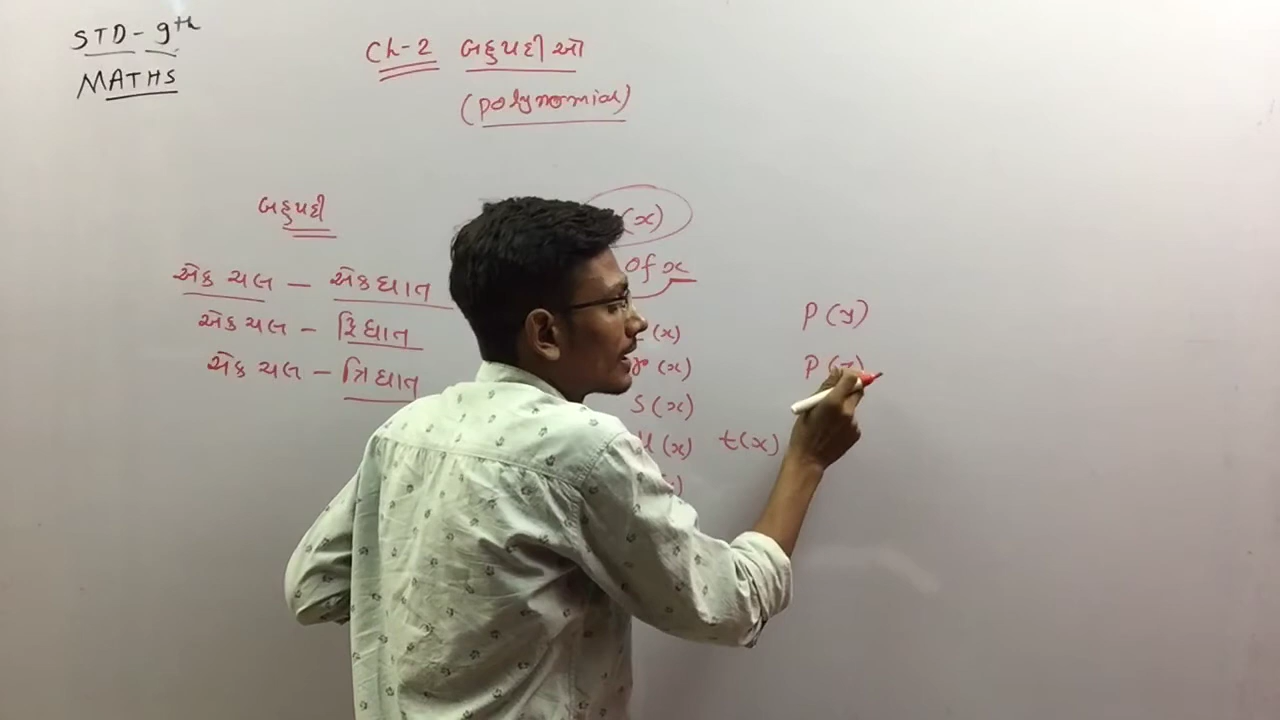 STD - 9th
MATHS
Ch-2 બહુપદીઓ
(polynomial)
બહુપદી
(x)
એક ચલ - એકઘાત
of x
એક ચલ - દ્વિઘાત
(x)
P(y)
એક ચલ - ત્રિઘાત
r(x)
P(z)
S(x)
u(x) t(x)